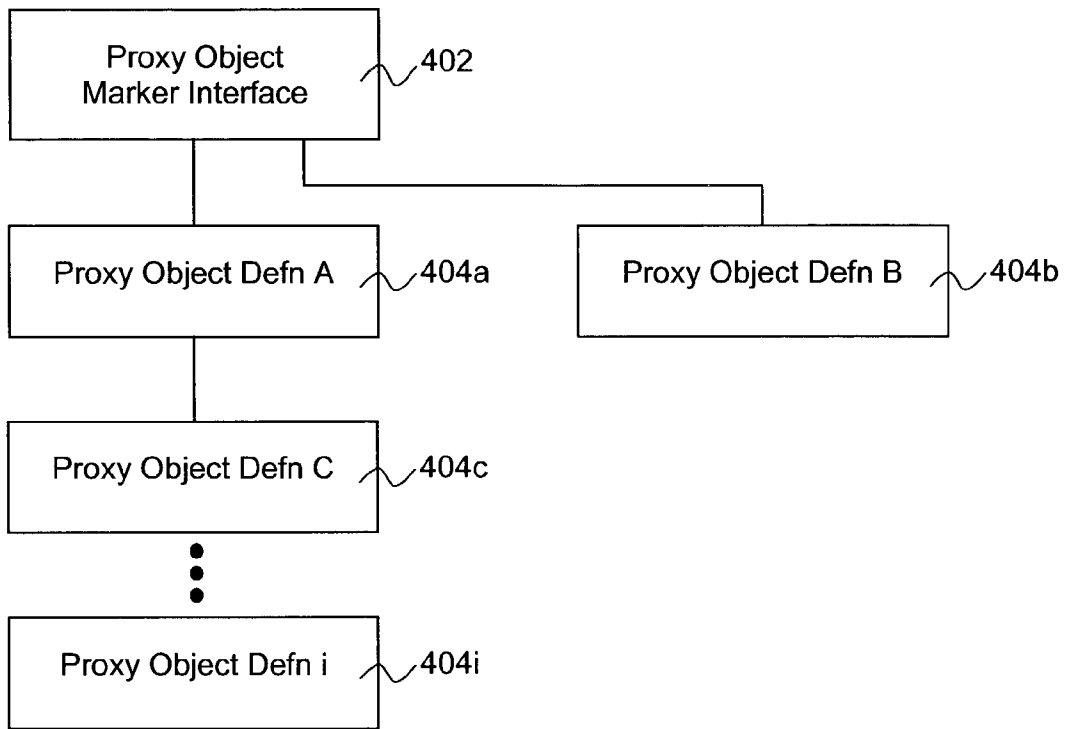 Proxy Object
Marker Interface
402
Proxy Object Defn A
404a
Proxy Object Defn B
404b
Proxy Object Defn C
404c
Proxy Object Defn i
404i